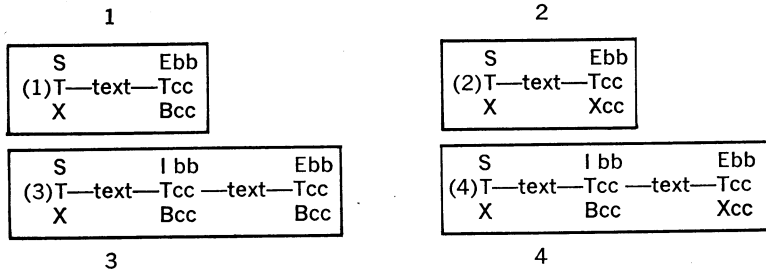 1
S Ebb
(1)T—text—Tcc
X Bcc
2
S Ebb
(2)T—text—Tcc
X Xcc
S I bb Ebb
(3)T—text—Tcc —text—Tcc
X Bcc Bcc
3
S I bb Ebb
(4)T—text—Tcc —text—Tcc
X Bcc Xcc
4